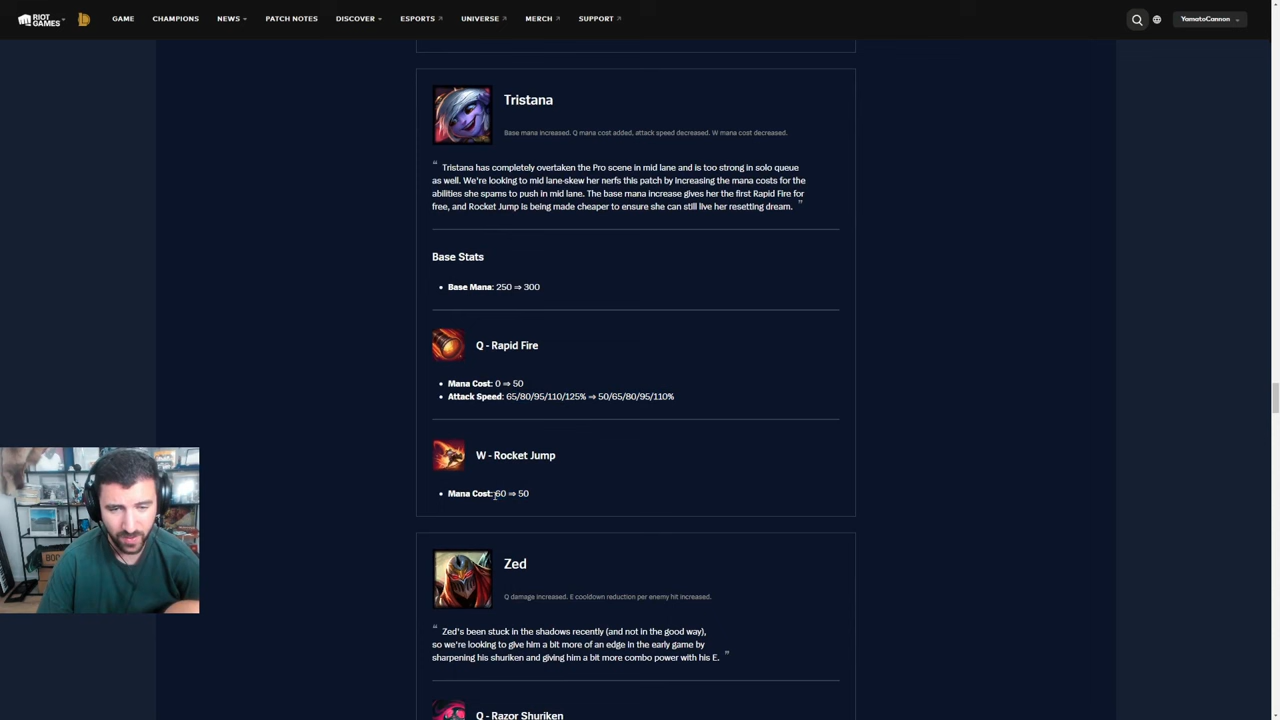 RIOT GAMES
GAME CHAMPIONS NEWS PATCH NOTES DISCOVER ESPORTS UNIVERSE MERCH SUPPORT YamatoCannon
Tristana
Base mana increased. Q mana cost added, attack speed decreased. W mana cost decreased.
“ Tristana has completely overtaken the Pro scene in mid lane and is too strong in solo queue
as well. We're looking to mid lane-skew her nerfs this patch by increasing the mana costs for the
abilities she spams to push in mid lane. The base mana increase gives her the first Rapid Fire for
free, and Rocket Jump is being made cheaper to ensure she can still live her resetting dream. ”
Base Stats
• Base Mana: 250 ⇒ 300
Q - Rapid Fire
• Mana Cost: 0 ⇒ 50
• Attack Speed: 65/80/95/110/125% ⇒ 50/65/80/95/110%
W - Rocket Jump
• Mana Cost: 60 ⇒ 50
Zed
Q damage increased. E cooldown reduction per enemy hit increased.
“ Zed's been stuck in the shadows recently (and not in the good way),
so we're looking to give him a bit more of an edge in the early game by
sharpening his shuriken and giving him a bit more combo power with his E. ”
Q - Razor Shuriken